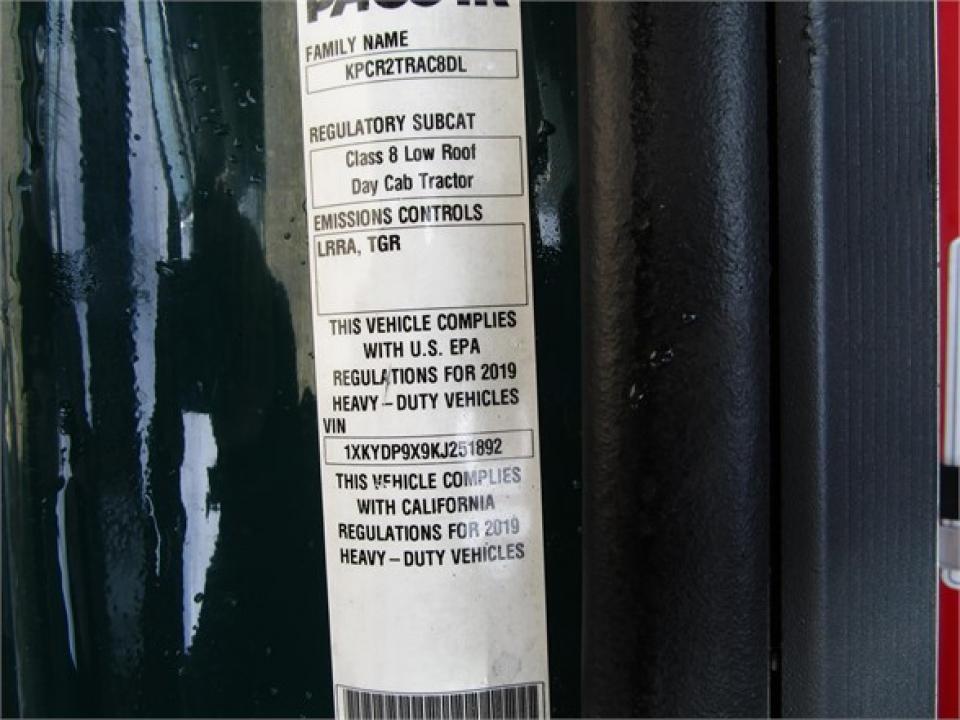 PACCAR
FAMILY NAME
KPCR2TRAC8DL
REGULATORY SUBCAT
Class 8 Low Roof
Day Cab Tractor
EMISSIONS CONTROLS
LRRA, TGR
THIS VEHICLE COMPLIES
WITH U.S. EPA
REGULATIONS FOR 2019
HEAVY-DUTY VEHICLES
VIN
1XKYDP9X9KJ251892
THIS VEHICLE COMPLIES
WITH CALIFORNIA
REGULATIONS FOR 2019
HEAVY-DUTY VEHICLES